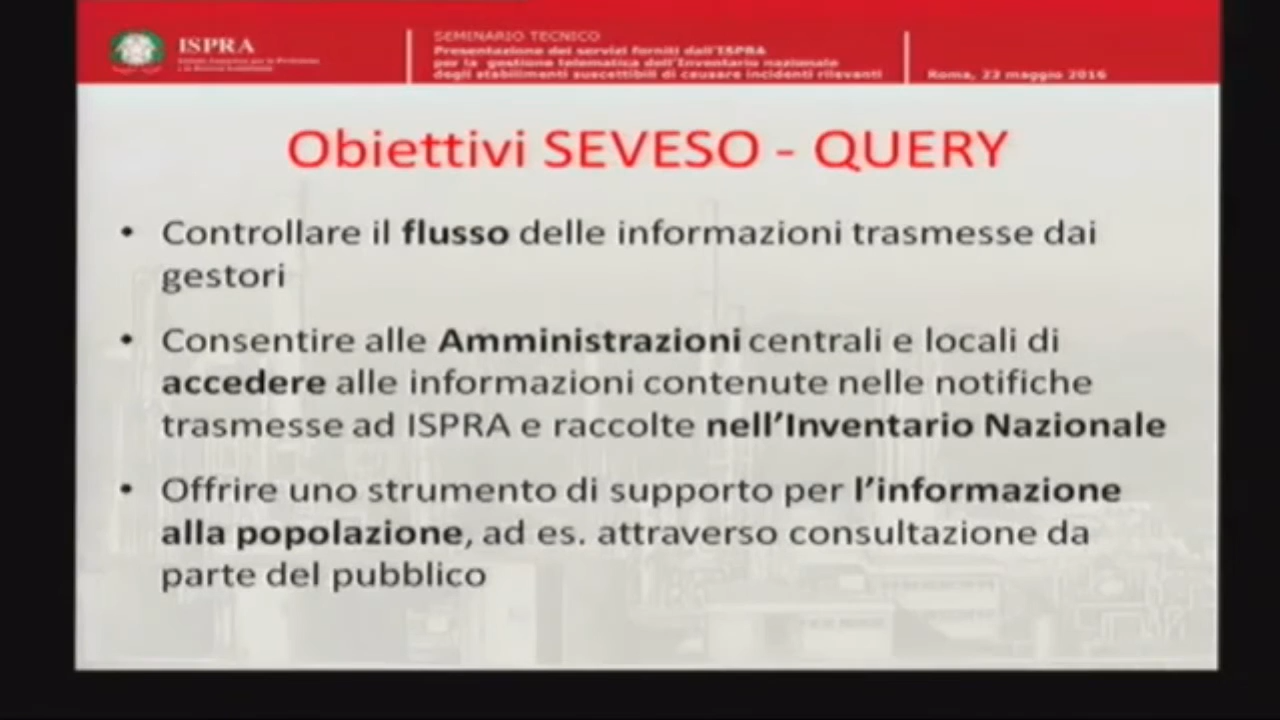 ISPRA
SEMINARIO TECNICO
Presentazione dei servizi forniti dall'ISPRA
per la gestione telematica dell'Inventario nazionale
degli stabilimenti suscettibili di causare incidenti rilevanti
Roma, 23 maggio 2016
Obiettivi SEVESO - QUERY
• Controllare il flusso delle informazioni trasmesse dai
gestori
• Consentire alle Amministrazioni centrali e locali di
accedere alle informazioni contenute nelle notifiche
trasmesse ad ISPRA e raccolte nell'Inventario Nazionale
• Offrire uno strumento di supporto per l'informazione
alla popolazione, ad es. attraverso consultazione da
parte del pubblico